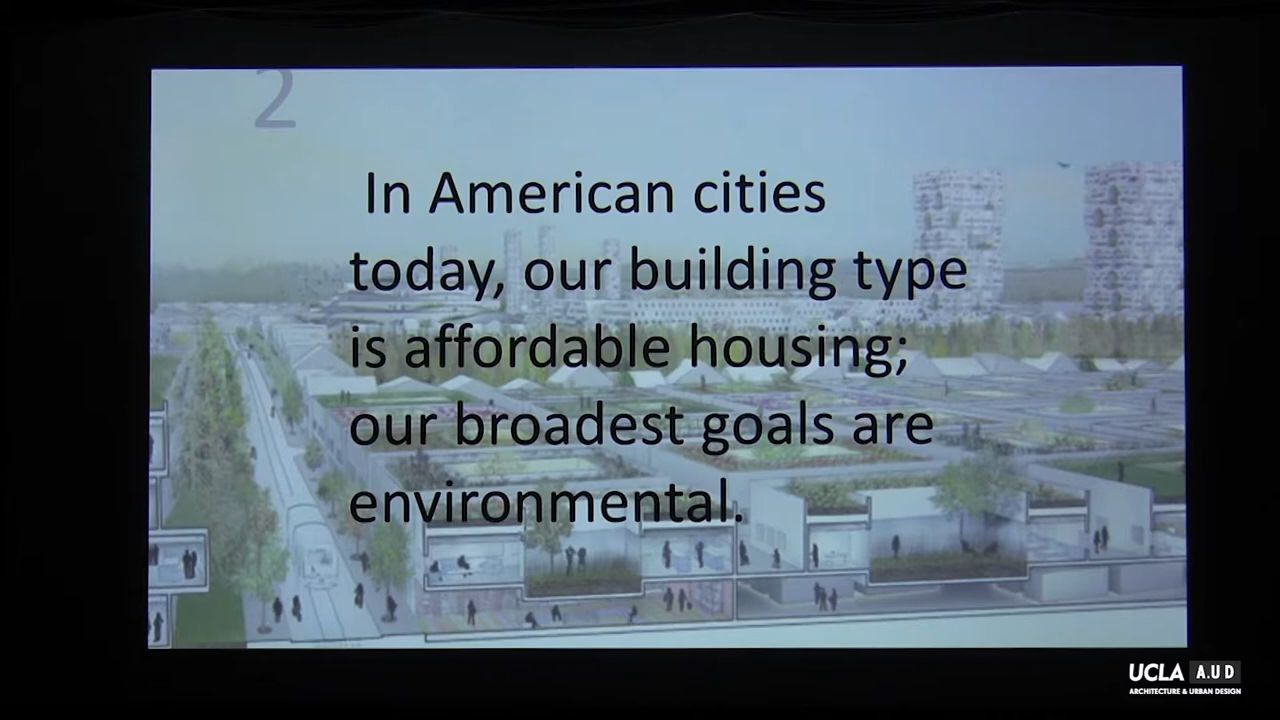 2
In American cities
today, our building type
is affordable housing;
our broadest goals are
environmental.
UCLA A.U D
ARCHITECTURE & URBAN DESIGN